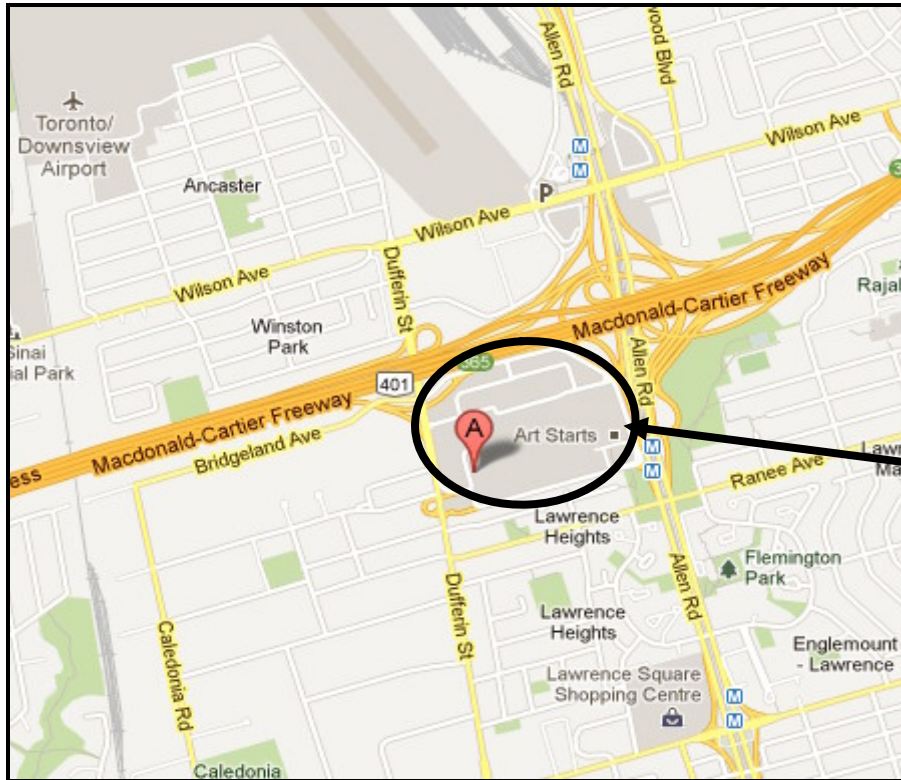 Allen Rd
wood Blvd
Toronto/
Downsview
Airport
Wilson Ave
M
M
3
Ancaster
P
Wilson Ave
Dufferin St
Wilson Ave
Macdonald-Cartier Freeway
Rajal
Winston
Park
Sinai
ial Park
365
401
Allen Rd
Macdonald-Cartier Freeway
A
Art Starts
Bridgeland Ave
ess
M
M
Lawr
Ma
Ranee Ave
Lawrence
Heights
Flemington
Park
Dufferin St
Allen Rd
Lawrence
Heights
Caledonia Rd
Englemount
- Lawrence
Lawrence Square
Shopping Centre
M
M
Caledonia